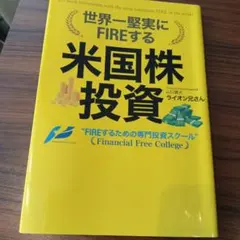 世界一堅実に
FIREする
米国株
投資
ライオン兄さん
"FIREするための専門投資スクール"
《Financial Free College》